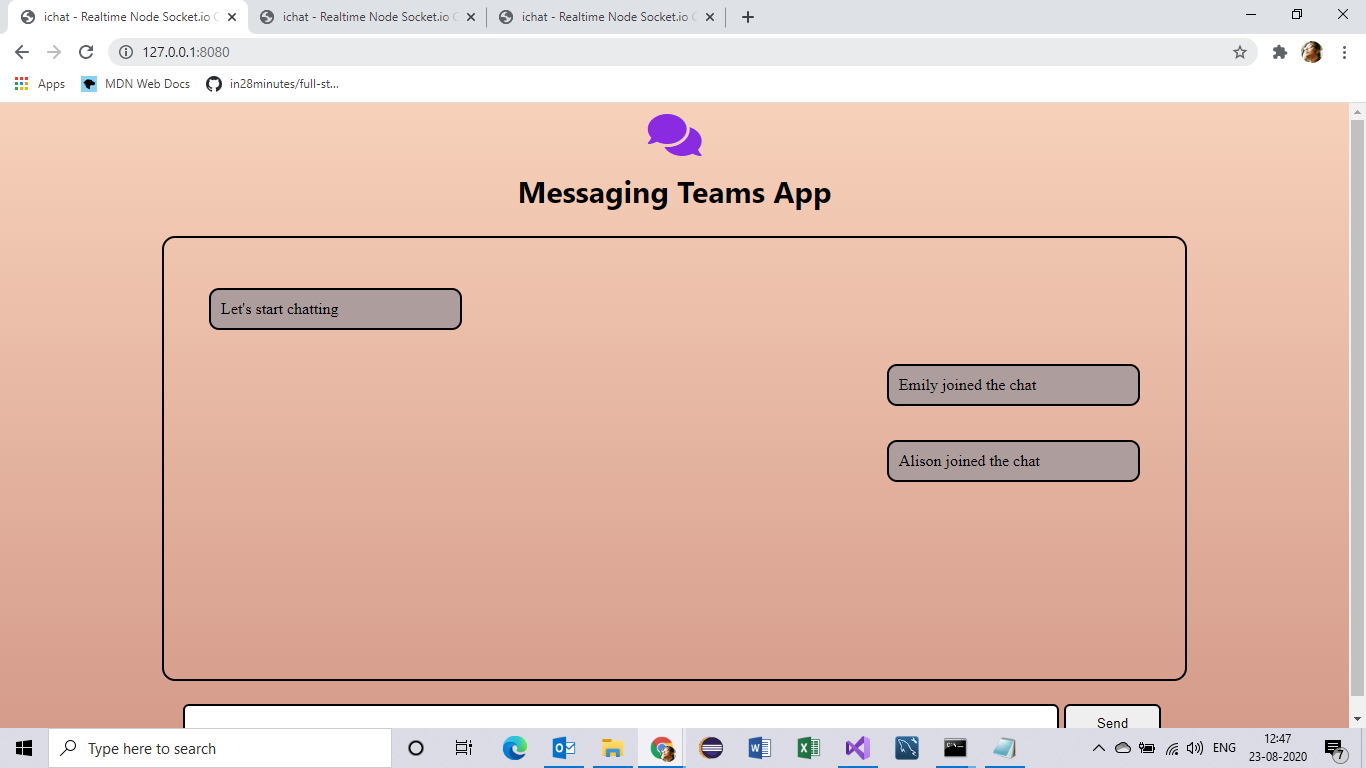 ichat - Realtime Node Socket.io C
ichat - Realtime Node Socket.io C
ichat - Realtime Node Socket.io C
127.0.0.1:8080
Apps
MDN Web Docs
in28minutes/full-st...
Messaging Teams App
Let's start chatting
Emily joined the chat
Alison joined the chat
Send
Type here to search
ENG
12:47
23-08-2020
7